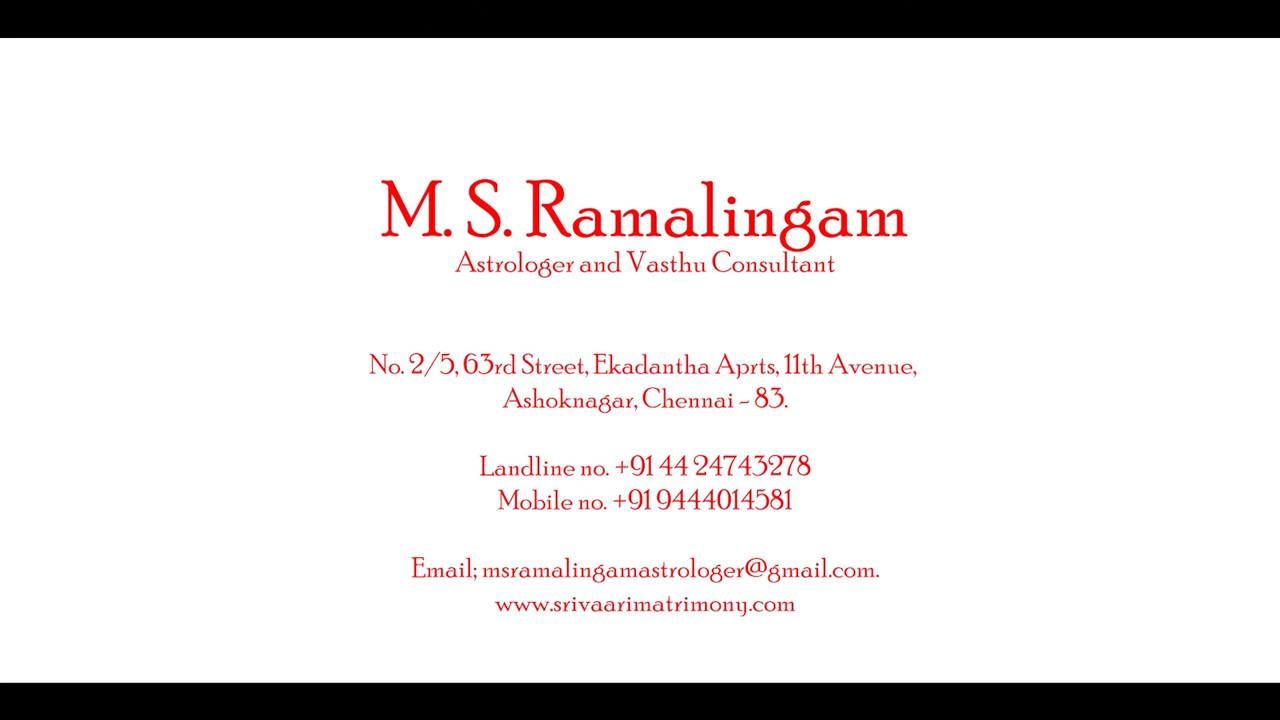 M. S. Ramalingam
Astrologer and Vasthu Consultant
No. 2/5, 63rd Street, Ekadantha Aprts, 11th Avenue,
Ashoknagar, Chennai - 83.
Landline no. +91 44 24743278
Mobile no. +91 9444014581
Email; msramalingamastrologer@gmail.com.
www.srivaarimatrimony.com